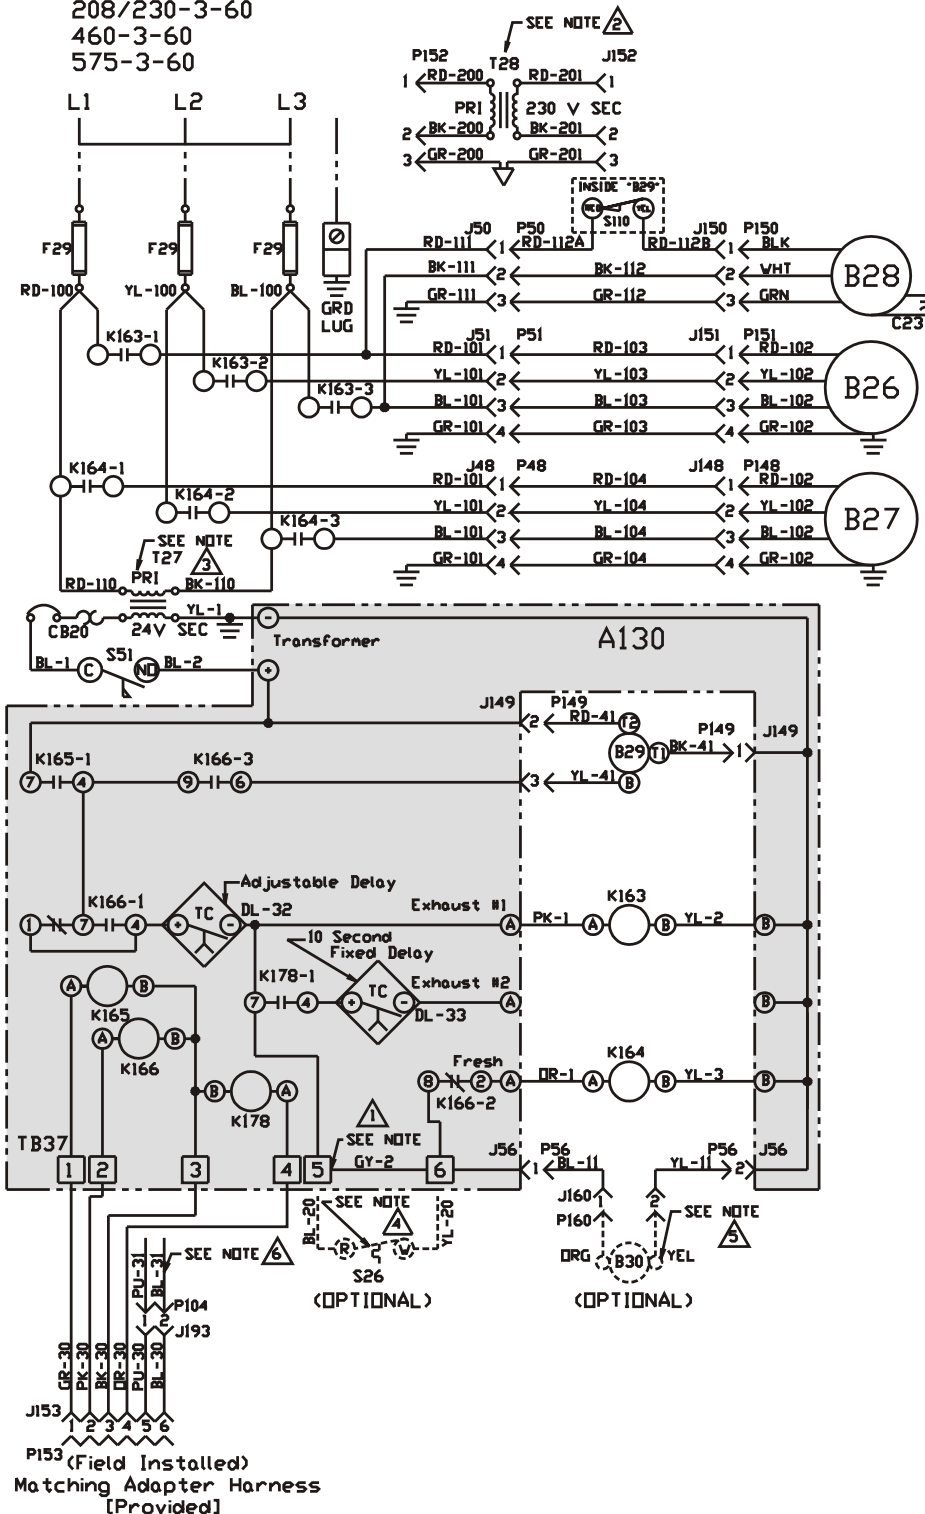 208/230-3-60
460-3-60
575-3-60
SEE NOTE 2
P152 T28 J152
1 RD-200 RD-201 1
PRI 230 V SEC
2 BK-200 BK-201 2
3 GR-200 GR-201 3
L1 L2 L3
INSIDE "B29"
RED YEL
S110
F29 F29 F29
J50 P50 J150 P150
RD-111 1 RD-112A RD-112B 1 BLK
BK-111 2 BK-112 2 WHT
B28
GR-111 3 GR-112 3 GRN
C23
RD-100 YL-100 BL-100
GRD
LUG
K163-1
J51 P51 J151 P151
RD-101 1 RD-103 1 RD-102
K163-2
YL-101 2 YL-103 2 YL-102
B26
K163-3
BL-101 3 BL-103 3 BL-102
GR-101 4 GR-103 4 GR-102
K164-1
J48 P48 J148 P148
RD-101 1 RD-104 1 RD-102
K164-2
YL-101 2 YL-104 2 YL-102
B27
K164-3
BL-101 3 BL-104 3 BL-102
SEE NOTE 3
T27
GR-101 4 GR-104 4 GR-102
PRI
RD-110 BK-110
YL-1
CB20 24V SEC
-
Transformer
A130
S51
BL-1 C NO BL-2 +
J149 P149
2 RD-41 T2
P149 J149
B29 T1 BK-41 1
K165-1 K166-3
7 4 9 6 3 YL-41 B
Adjustable Delay
K166-1 TC DL-32 Exhaust #1
1 7 4 + - A PK-1 A K163 B YL-2 B
10 Second
Fixed Delay
K178-1 TC Exhaust #2
7 4 + - A B
DL-33
A B
K165
A B
K166
Fresh
8 2 A OR-1 A K164 B YL-3 B
K166-2
B A
K178
1
SEE NOTE
TB37
1 2 3 4 5 GY-2 6
J56 P56 P56 J56
1 BL-11 YL-11 2
BL-20 SEE NOTE 4 YL-20
R W
S26
(OPTIONAL)
J160 1 2
P160
SEE NOTE 5
ORG B30 YEL
(OPTIONAL)
PU-31 BL-31 SEE NOTE 6
P104
1 2
J193
GR-30 PK-30 BK-30 OR-30 PU-30 BL-30
J153
1 2 3 4 5 6
P153
(Field Installed)
Matching Adapter Harness
[Provided]